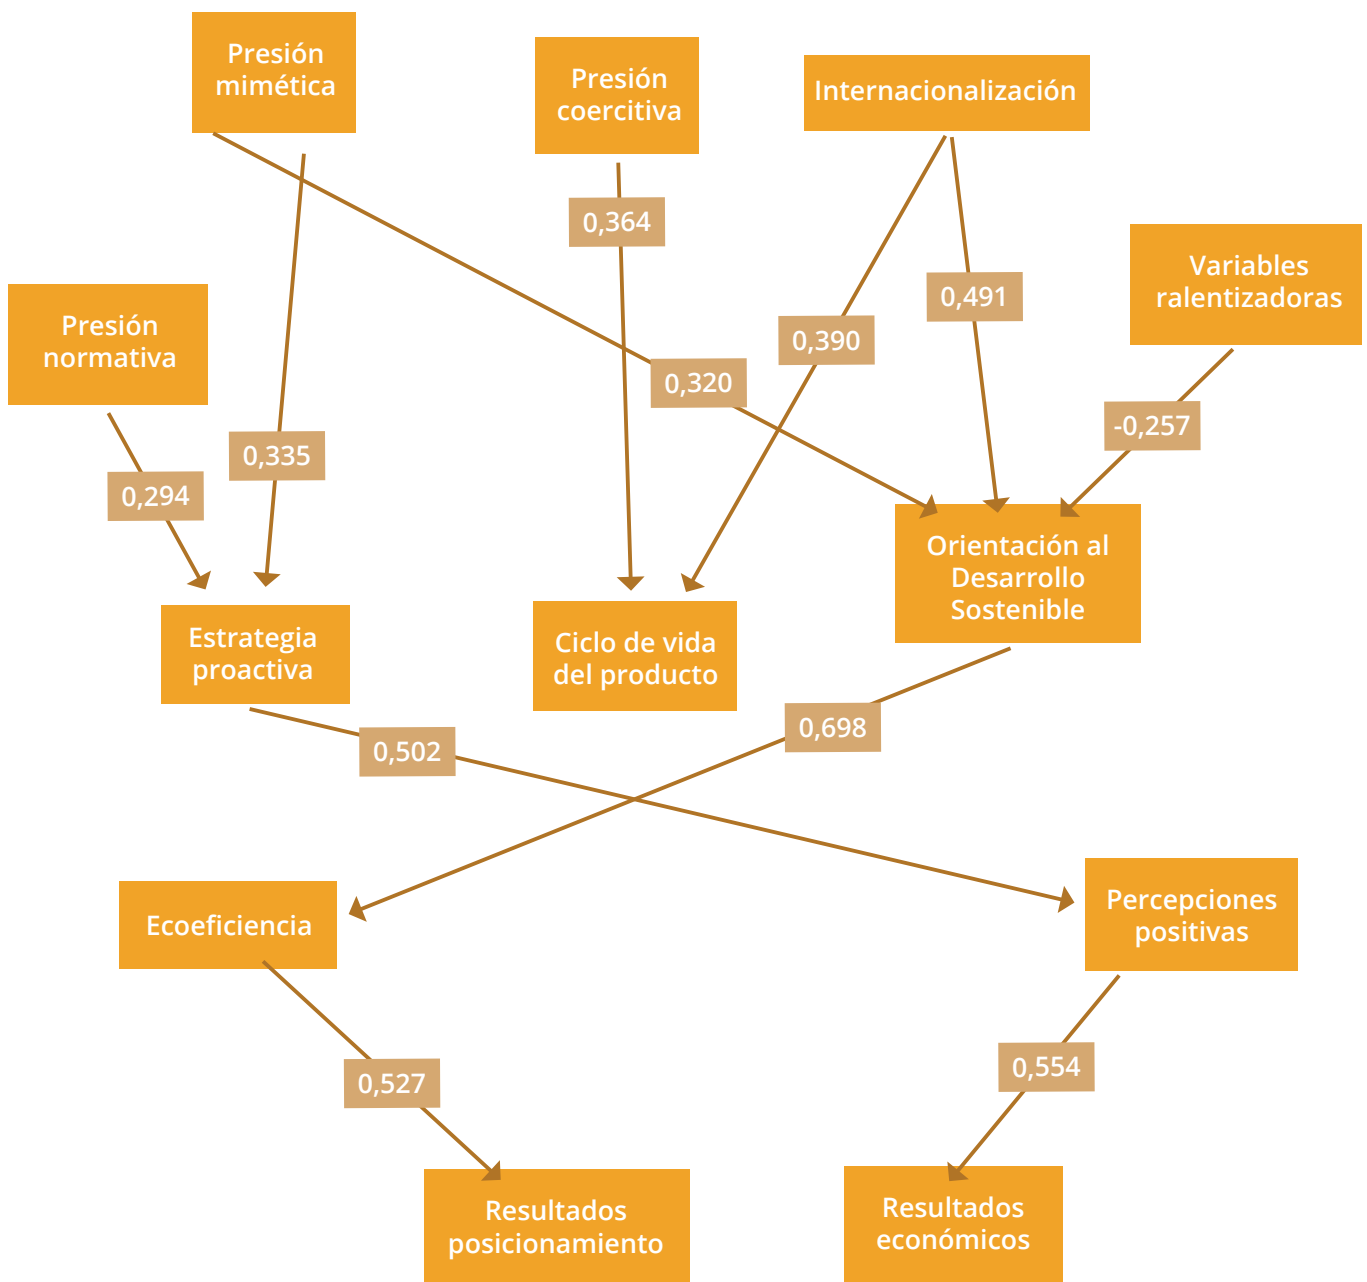 Presión
mimética
Presión
coercitiva
Internacionalización
0,364
Variables
ralentizadoras
0,491
Presión
normativa
0,390
0,320
-0,257
0,335
0,294
Orientación al
Desarrollo
Sostenible
Estrategia
proactiva
Ciclo de vida
del producto
0,698
0,502
Percepciones
positivas
Ecoeficiencia
0,527
0,554
Resultados
posicionamiento
Resultados
económicos